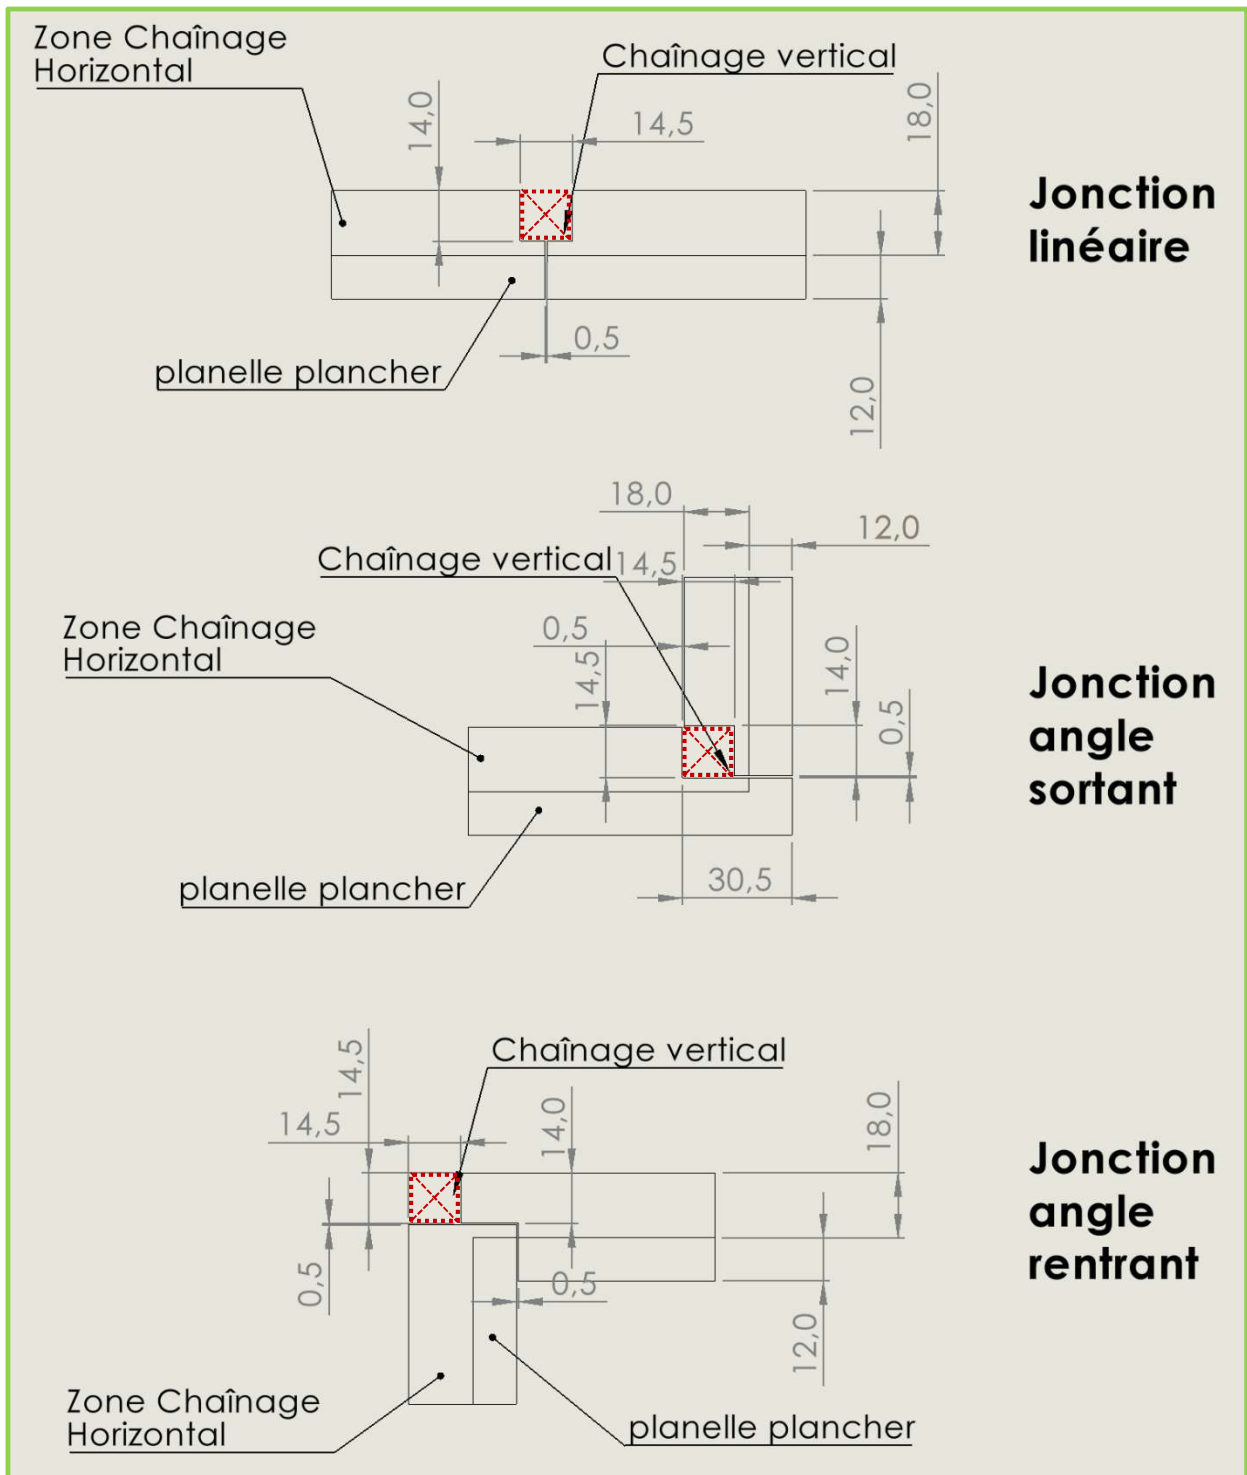 Zone Chaînage
Horizontal
Chaînage vertical
14,0
14,5
18,0
Jonction
linéaire
0,5
planelle plancher
12,0
18,0
12,0
Chaînage vertical
14,5
Zone Chaînage
Horizontal
0,5
14,5
14,0
0,5
Jonction
angle
sortant
planelle plancher
30,5
Chaînage vertical
14,5
14,5
14,0
18,0
Jonction
angle
rentrant
0,5
0,5
12,0
Zone Chaînage
Horizontal
planelle plancher